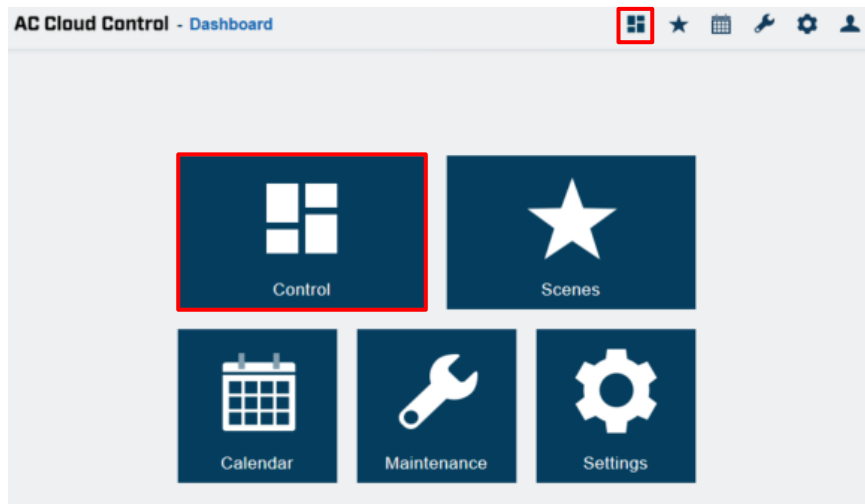 AC Cloud Control - Dashboard
Control
Scenes
Calendar
Maintenance
Settings